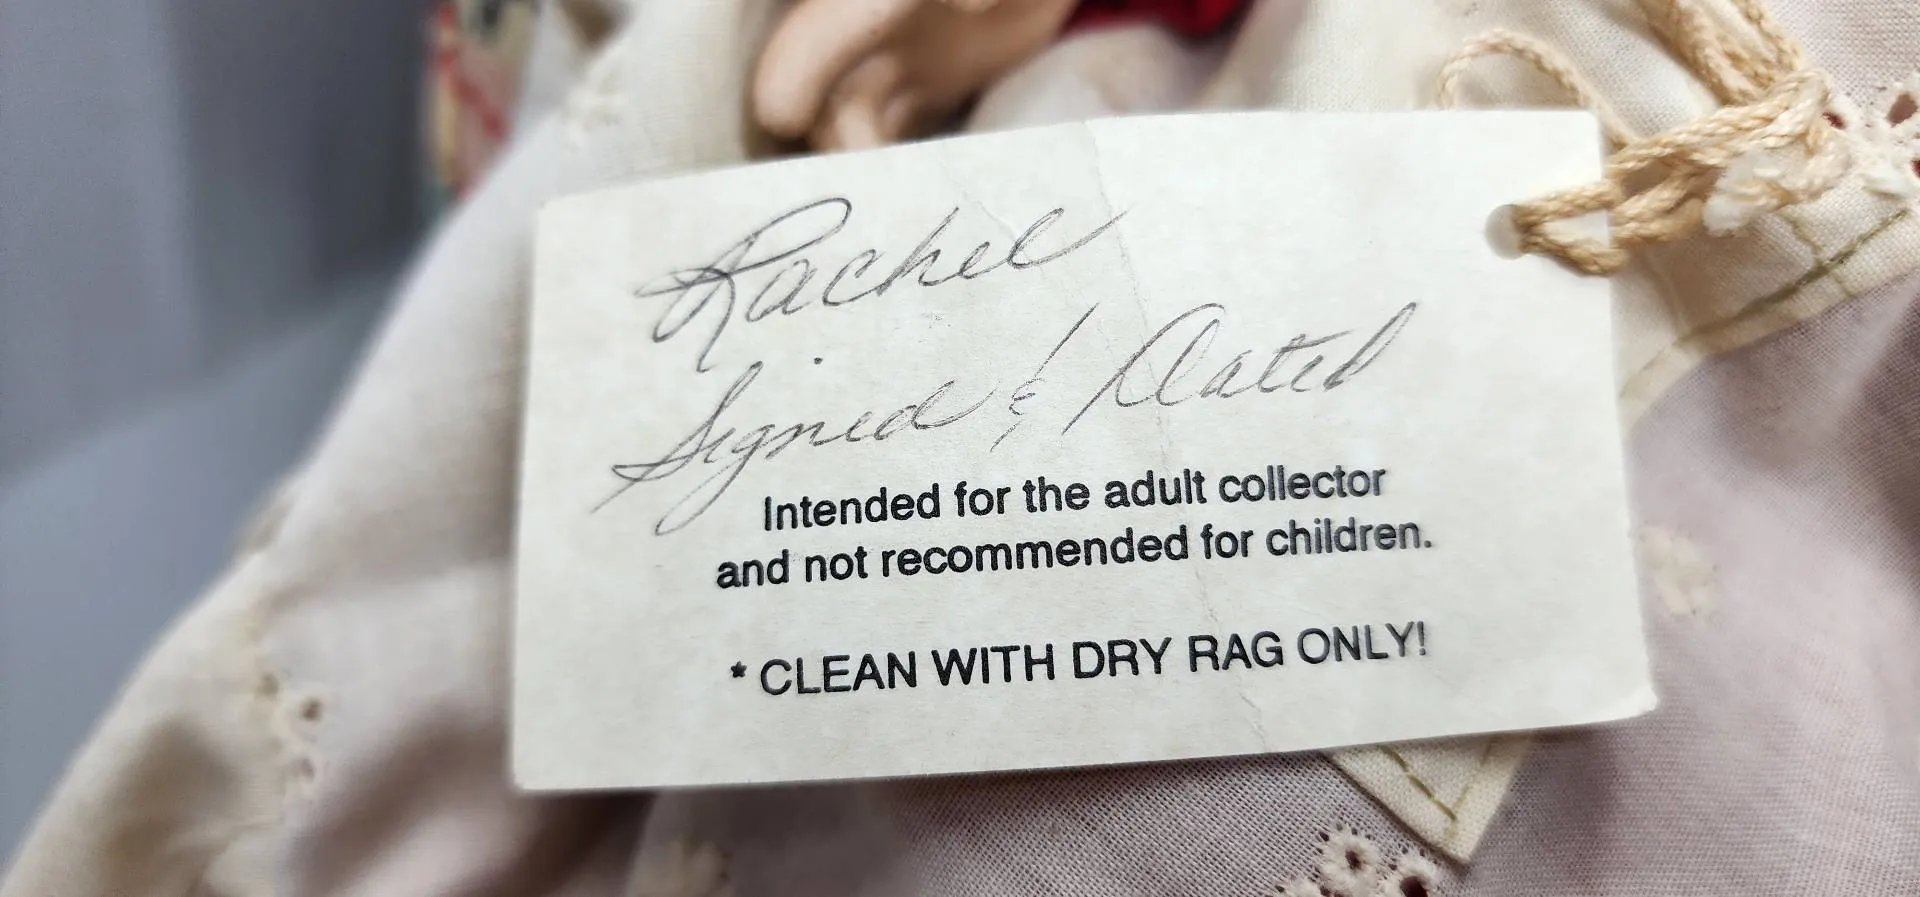 Rachel
Signed & Dated
Intended for the adult collector
and not recommended for children.
* CLEAN WITH DRY RAG ONLY!